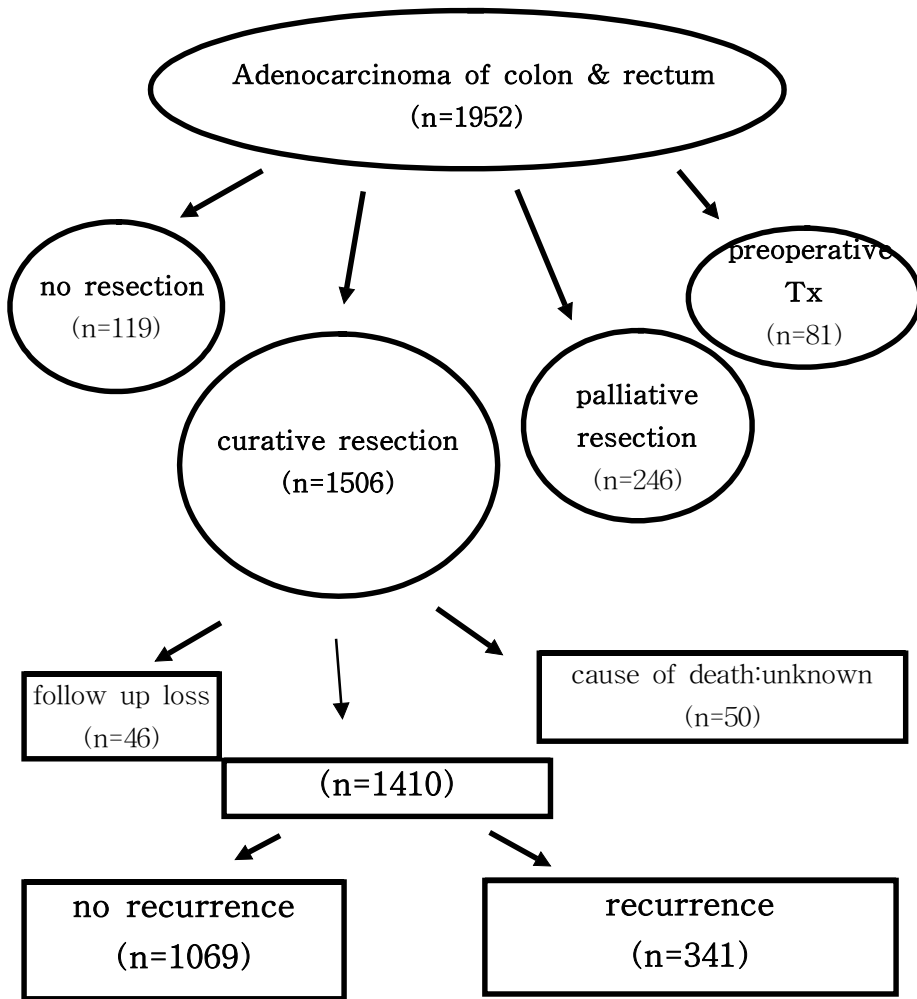 Adenocarcinoma of colon & rectum
(n=1952)
no resection
(n=119)
preoperative
Tx
(n=81)
curative resection
(n=1506)
palliative
resection
(n=246)
follow up loss
(n=46)
cause of death:unknown
(n=50)
(n=1410)
no recurrence
(n=1069)
recurrence
(n=341)